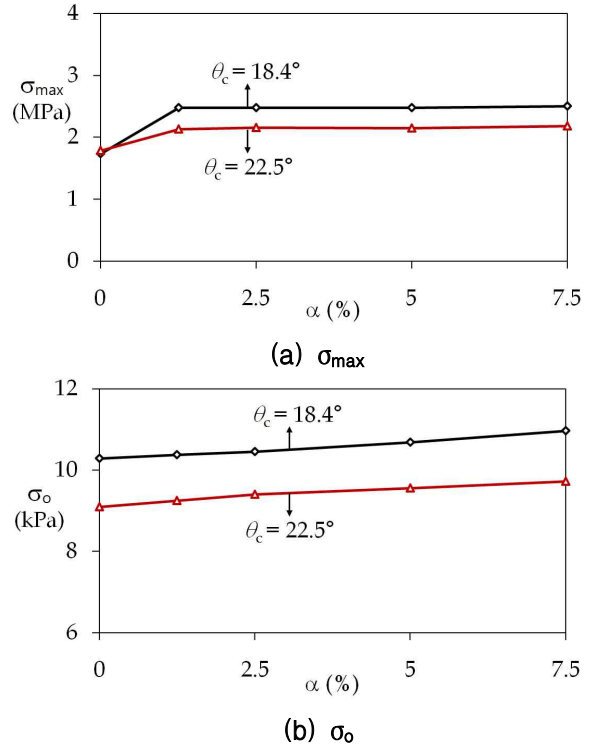 4
3
2
1
0
σmax
(MPa)
θc = 18.4°
θc = 22.5°
0 2.5 5 7.5
α (%)
(a) σmax
12
10
8
6
σo
(kPa)
θc = 18.4°
θc = 22.5°
0 2.5 5 7.5
α (%)
(b) σo